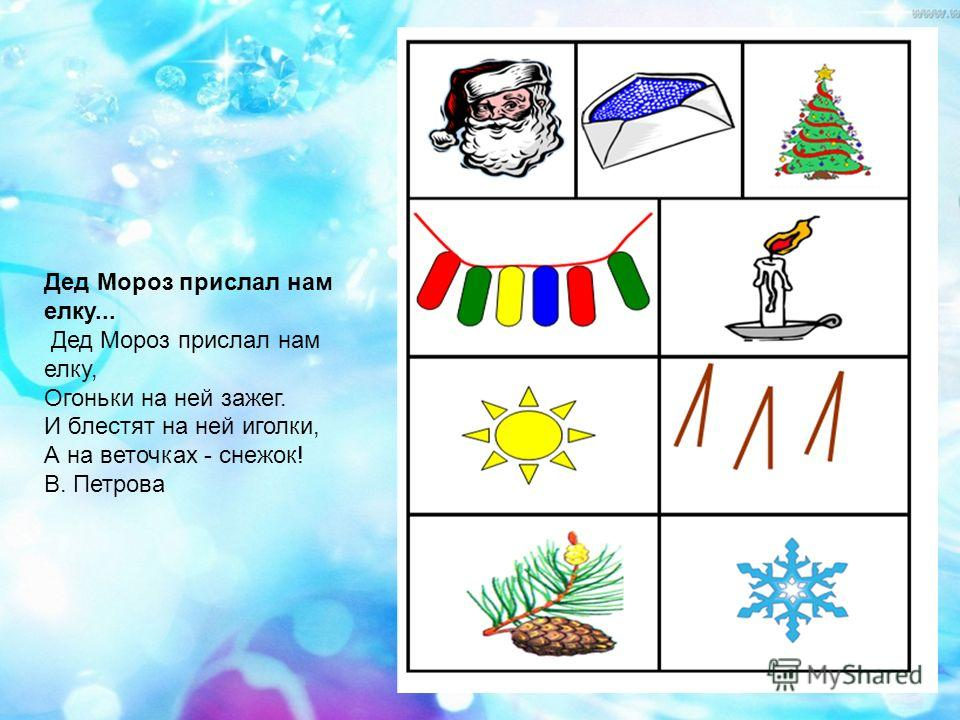 www.w
Дед Мороз прислал нам
елку...
Дед Мороз прислал нам
елку,
Огоньки на ней зажег.
И блестят на ней иголки,
А на веточках - снежок!
В. Петрова
MyShared